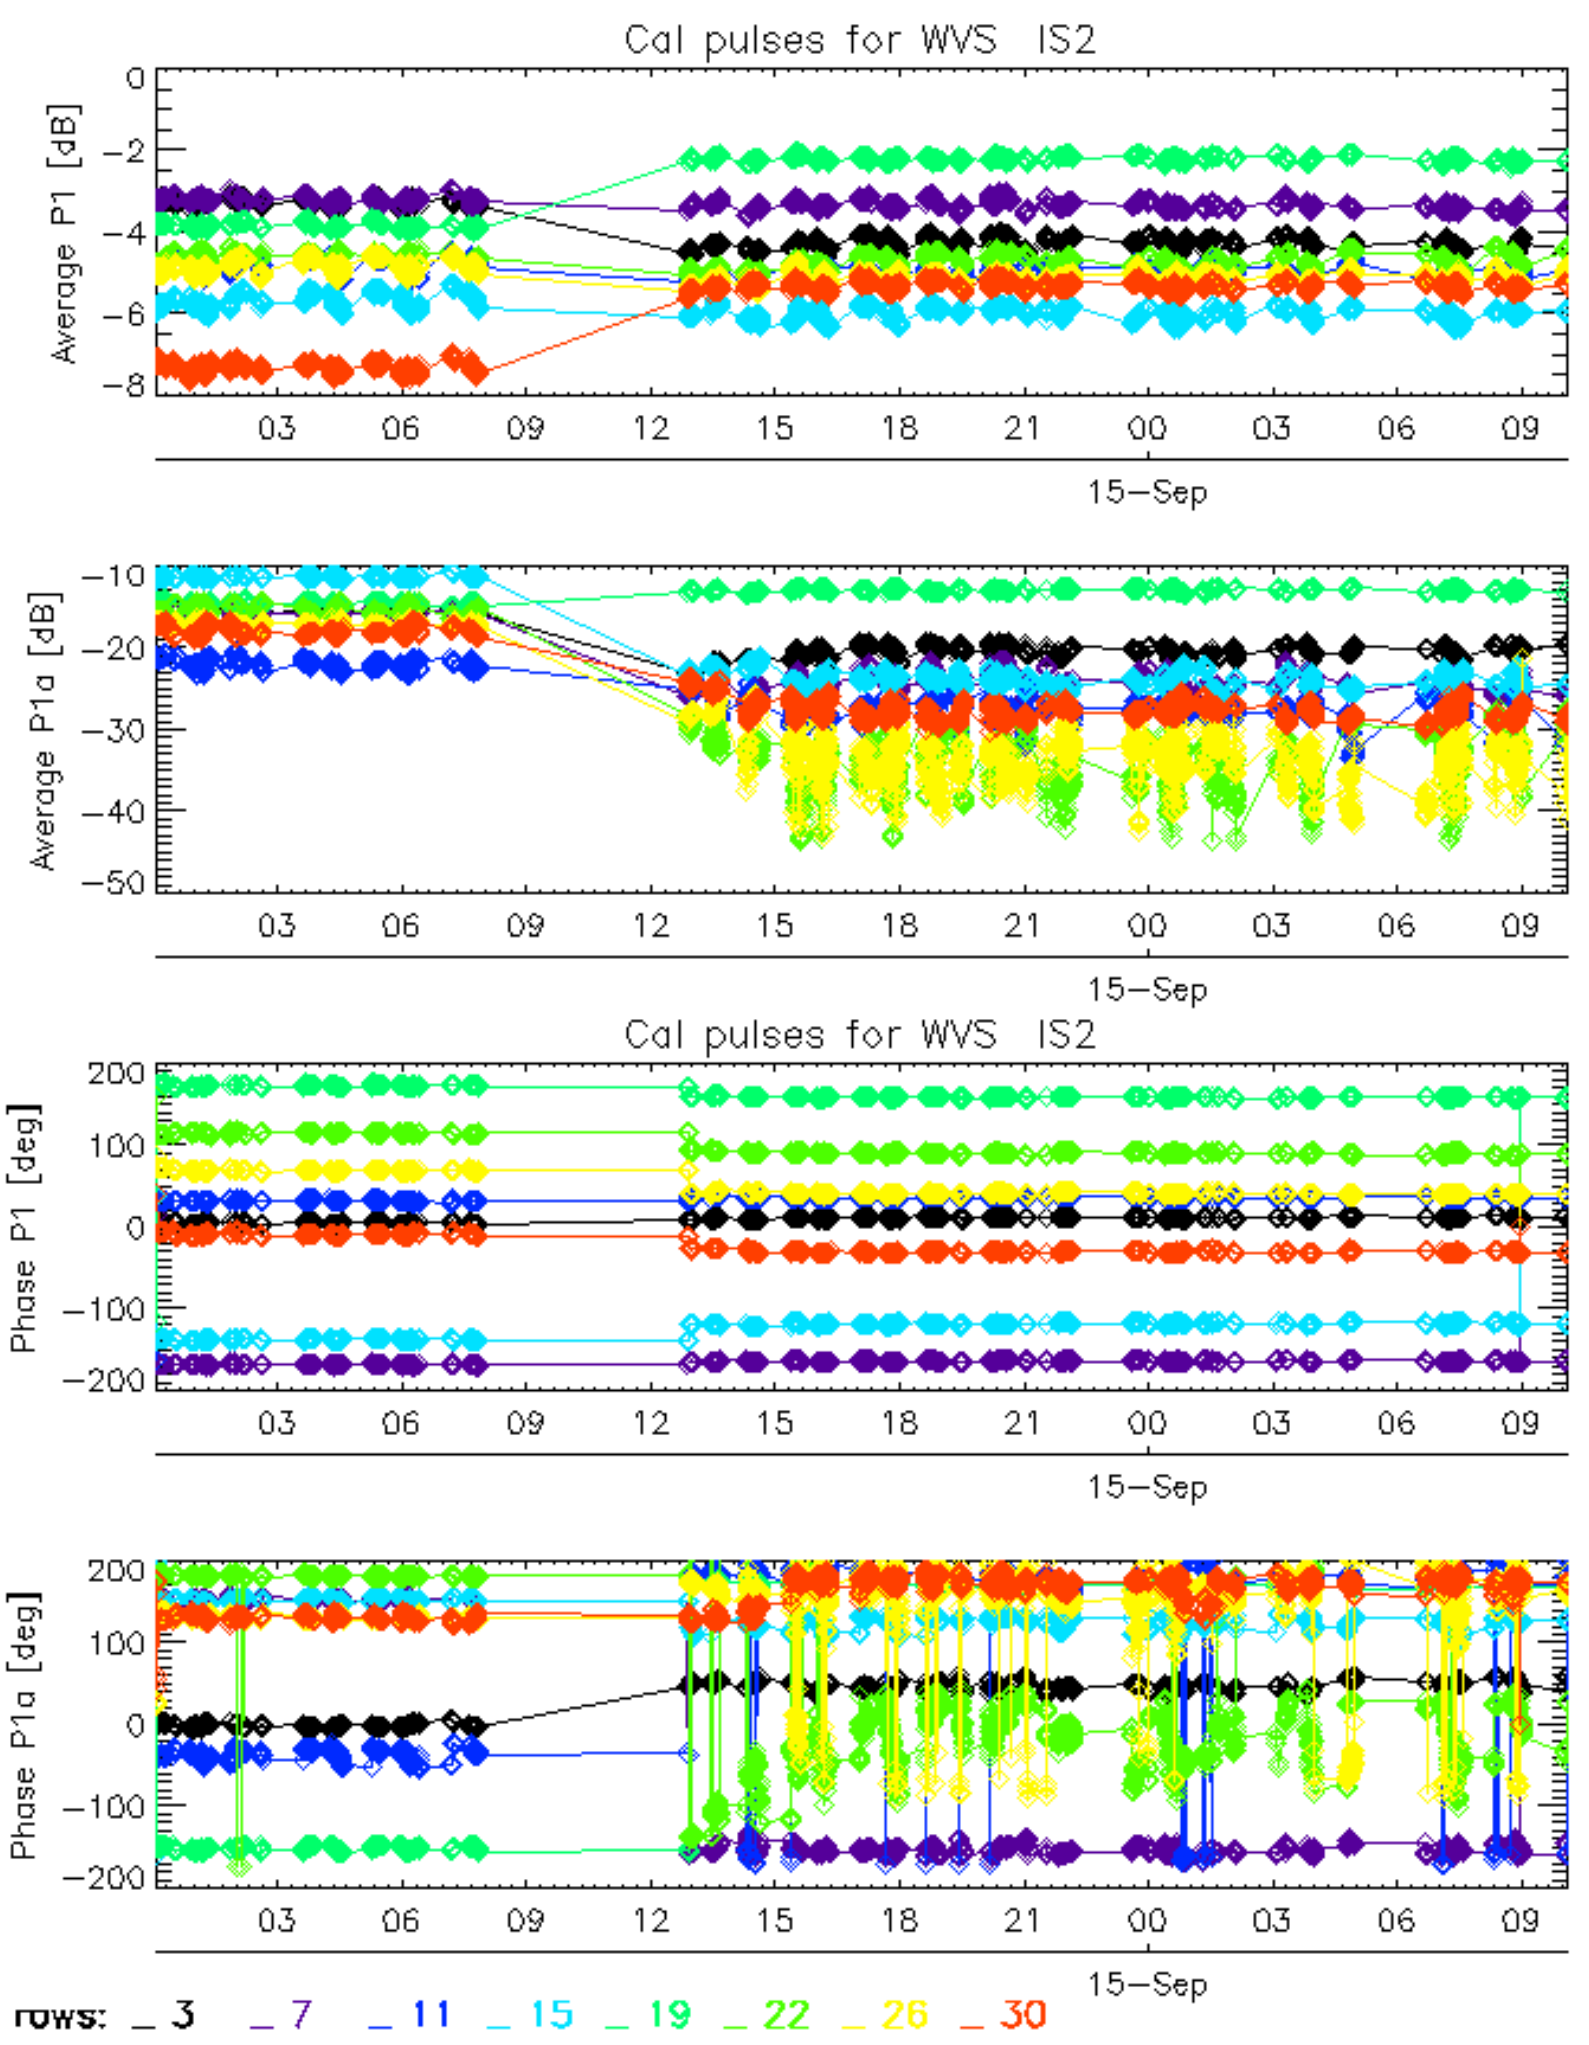 Cal pulses for WVS IS2
Average P1 [dB]
0
−2
−4
−6
−8
03 06 09 12 15 18 21 00 03 06 09
15−Sep
Average P1a [dB]
−10
−20
−30
−40
−50
03 06 09 12 15 18 21 00 03 06 09
15−Sep
Cal pulses for WVS IS2
Phase P1 [deg]
200
100
0
−100
−200
03 06 09 12 15 18 21 00 03 06 09
15−Sep
Phase P1a [deg]
200
100
0
−100
−200
03 06 09 12 15 18 21 00 03 06 09
15−Sep
rows: _ 3 _ 7 _ 11 _ 15 _ 19 _ 22 _ 26 _ 30